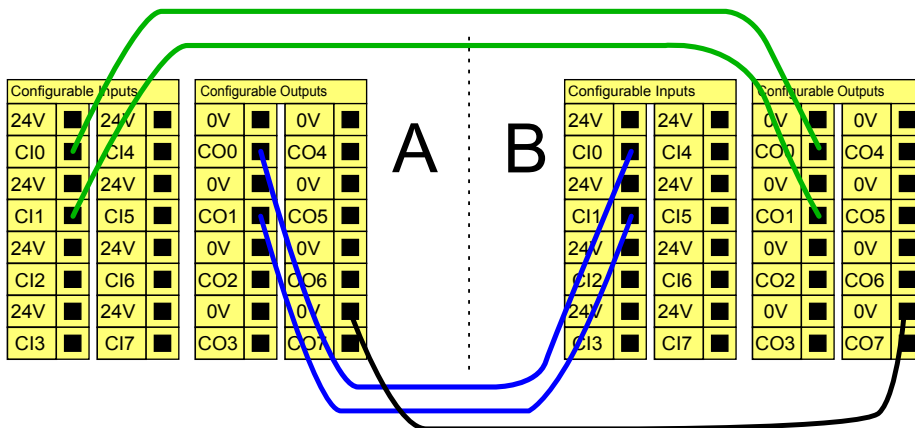 Configurable Inputs Configurable Outputs A B Configurable Inputs Configurable Outputs
24V 24V 0V 0V 24V 24V 0V 0V
CI0 CI4 CO0 CO4 CI0 CI4 CO0 CO4
24V 24V 0V 0V 24V 24V 0V 0V
CI1 CI5 CO1 CO5 CI1 CI5 CO1 CO5
24V 24V 0V 0V 24V 24V 0V 0V
CI2 CI6 CO2 CO6 CI2 CI6 CO2 CO6
24V 24V 0V 0V 24V 24V 0V 0V
CI3 CI7 CO3 CO7 CI3 CI7 CO3 CO7